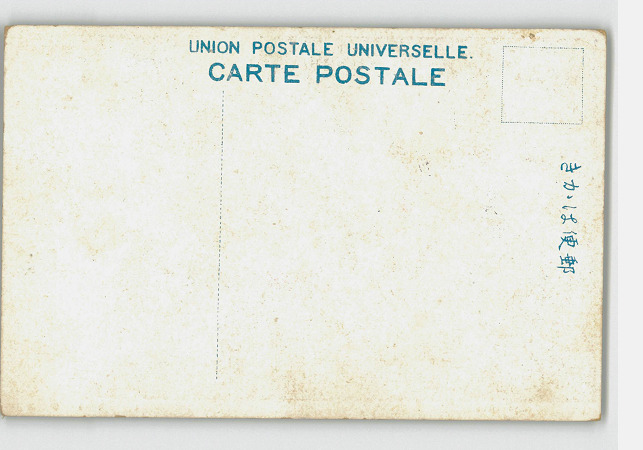 UNION POSTALE UNIVERSELLE.
CARTE POSTALE
郵便はかき